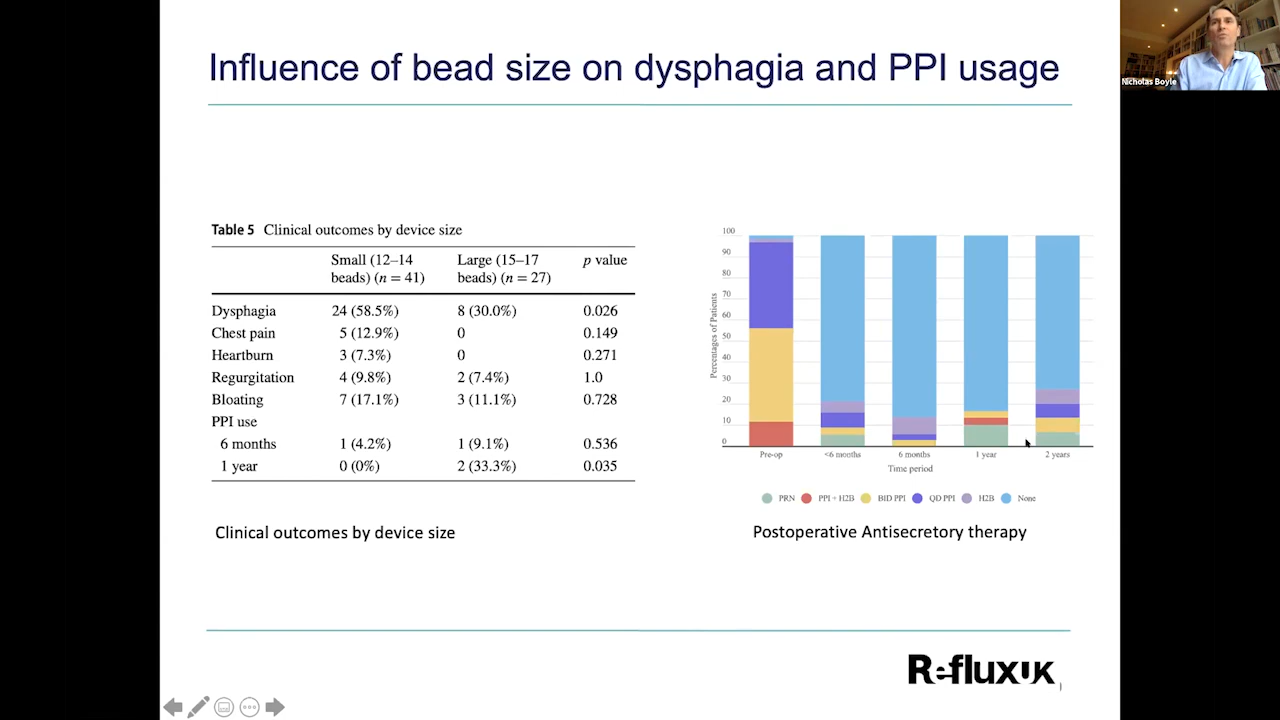 Influence of bead size on dysphagia and PPI usage
Nicholas Boyle
Table 5 Clinical outcomes by device size
Small (12–14 beads) (n = 41) Large (15–17 beads) (n = 27) p value
Dysphagia 24 (58.5%) 8 (30.0%) 0.026
Chest pain 5 (12.9%) 0 0.149
Heartburn 3 (7.3%) 0 0.271
Regurgitation 4 (9.8%) 2 (7.4%) 1.0
Bloating 7 (17.1%) 3 (11.1%) 0.728
PPI use
6 months 1 (4.2%) 1 (9.1%) 0.536
1 year 0 (0%) 2 (33.3%) 0.035
Clinical outcomes by device size
Percentages of Patients
100
90
80
70
60
50
40
30
20
10
0
Pre-op <6 months 6 months 1 year 2 years
Time period
PRN PPI + H2B BID PPI QD PPI H2B None
Postoperative Antisecretory therapy
RefluxUK